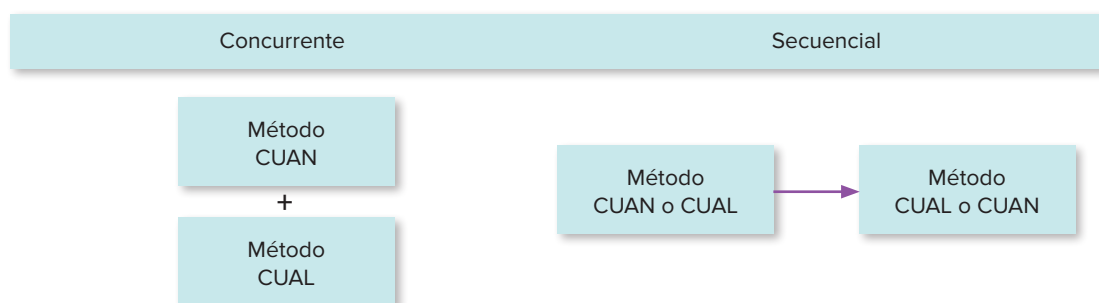 Concurrente
Secuencial
Método
CUAN
+
Método
CUAL
Método
CUAN o CUAL
Método
CUAL o CUAN